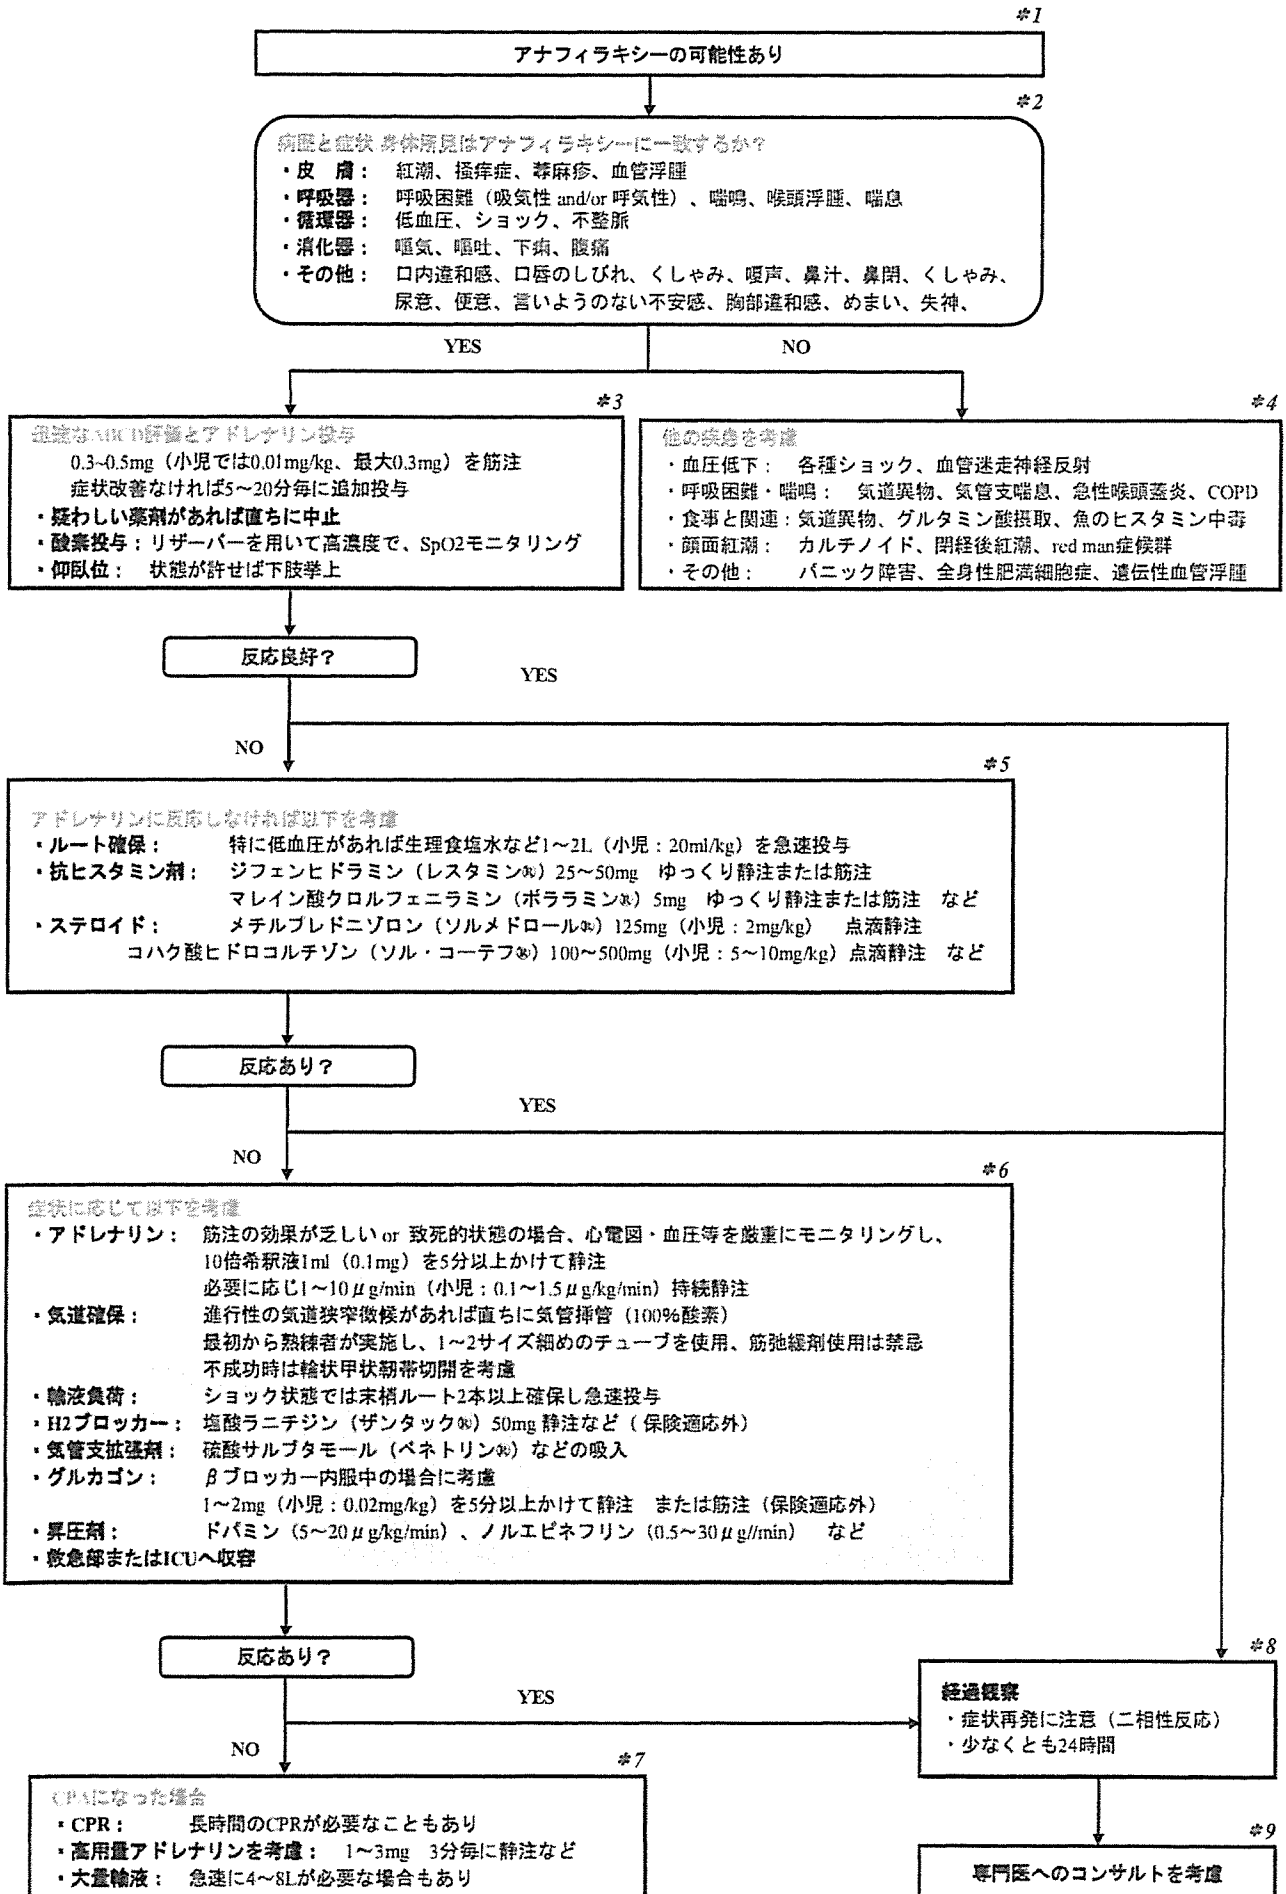 *1
アナフィラキシーの可能性あり
*2
病歴と症状 身体所見はアナフィラキシーに一致するか?
・皮 膚: 紅潮、掻痒症、蕁麻疹、血管浮腫
・呼吸器: 呼吸困難(吸気性 and/or 呼気性)、喘鳴、喉頭浮腫、喘息
・循環器: 低血圧、ショック、不整脈
・消化器: 嘔気、嘔吐、下痢、腹痛
・その他: 口内違和感、口唇のしびれ、くしゃみ、嗄声、鼻汁、鼻閉、くしゃみ、
尿意、便意、言いようのない不安感、胸部違和感、めまい、失神、
YES
NO
*3
迅速なABCD評価とアドレナリン投与
0.3~0.5mg(小児では0.01mg/kg、最大0.3mg)を筋注
症状改善なければ5~20分毎に追加投与
・疑わしい薬剤があれば直ちに中止
・酸素投与:リザーバーを用いて高濃度で、SpO2モニタリング
・仰臥位: 状態が許せば下肢挙上
*4
他の疾患を考慮
・血圧低下: 各種ショック、血管迷走神経反射
・呼吸困難・喘鳴: 気道異物、気管支喘息、急性喉頭蓋炎、COPD
・食事と関連:気道異物、グルタミン酸摂取、魚のヒスタミン中毒
・顔面紅潮: カルチノイド、閉経後紅潮、red man症候群
・その他: パニック障害、全身性肥満細胞症、遺伝性血管浮腫
反応良好?
YES
NO
*5
アドレナリンに反応しなければ以下を考慮
・ルート確保: 特に低血圧があれば生理食塩水など1~2L(小児:20ml/kg)を急速投与
・抗ヒスタミン剤: ジフェンヒドラミン(レスタミン®)25~50mg ゆっくり静注または筋注
マレイン酸クロルフェニラミン(ポララミン®)5mg ゆっくり静注または筋注 など
・ステロイド: メチルプレドニゾロン(ソルメドロール®)125mg(小児:2mg/kg) 点滴静注
コハク酸ヒドロコルチゾン(ソル・コーテフ®)100~500mg(小児:5~10mg/kg)点滴静注 など
反応あり?
YES
NO
*6
症状に応じて以下を考慮
・アドレナリン: 筋注の効果が乏しい or 致死的状態の場合、心電図・血圧等を厳重にモニタリングし、
10倍希釈液1ml(0.1mg)を5分以上かけて静注
必要に応じ1~10μg/min(小児:0.1~1.5μg/kg/min)持続静注
・気道確保: 進行性の気道狭窄徴候があれば直ちに気管挿管(100%酸素)
最初から熟練者が実施し、1~2サイズ細めのチューブを使用、筋弛緩剤使用は禁忌
不成功時は輪状甲状靭帯切開を考慮
・輸液負荷: ショック状態では末梢ルート2本以上確保し急速投与
・H2ブロッカー: 塩酸ラニチジン(ザンタック®)50mg 静注など(保険適応外)
・気管支拡張剤: 硫酸サルブタモール(ベネトリン®)などの吸入
・グルカゴン: βブロッカー内服中の場合に考慮
1~2mg(小児:0.02mg/kg)を5分以上かけて静注 または筋注(保険適応外)
・昇圧剤: ドパミン(5~20μg/kg/min)、ノルエピネフリン(0.5~30μg//min) など
・救急部またはICUへ収容
反応あり?
YES
NO
*7
CPAになった場合
・CPR: 長時間のCPRが必要なこともあり
・高用量アドレナリンを考慮: 1~3mg 3分毎に静注など
・大量輸液: 急速に4~8Lが必要な場合もあり
*8
経過観察
・症状再発に注意(二相性反応)
・少なくとも24時間
*9
専門医へのコンサルトを考慮